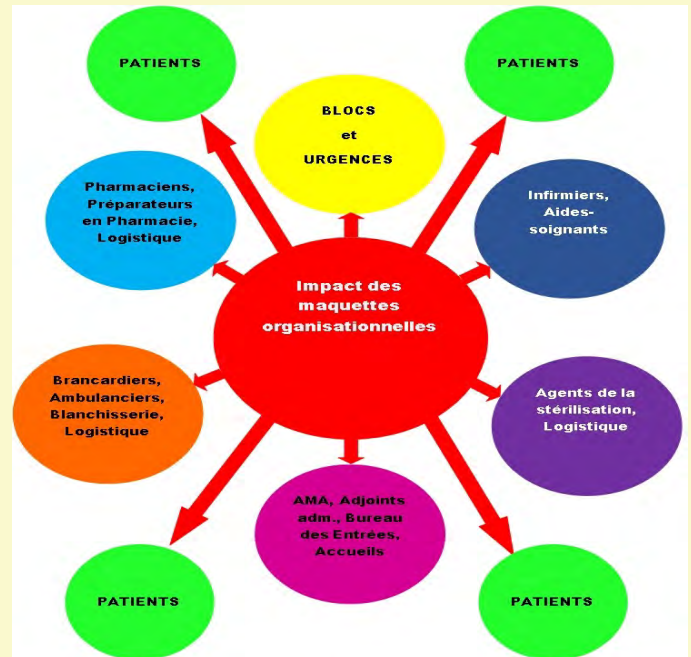 PATIENTS
PATIENTS
BLOCS
et
URGENCES
Pharmaciens,
Préparateurs
en Pharmacie,
Logistique
Infirmiers,
Aides-
soignants
Impact des
maquettes
organisationnelles
Brancardiers,
Ambulanciers,
Blanchisserie,
Logistique
Agents de la
stérilisation,
Logistique
AMA, Adjoints
adm., Bureau
des Entrées,
Accueils
PATIENTS
PATIENTS